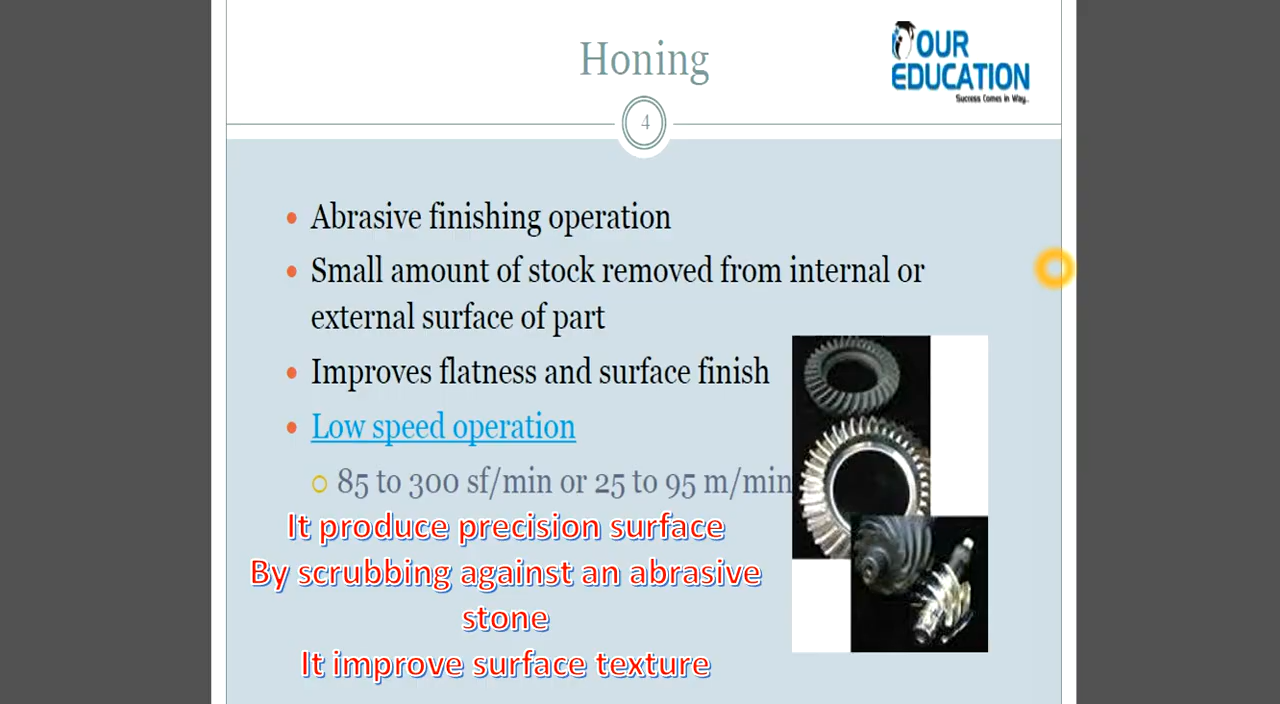 Honing
OUR
EDUCATION
Success Comes in Way..
4
Abrasive finishing operation
Small amount of stock removed from internal or
external surface of part
Improves flatness and surface finish
Low speed operation
85 to 300 sf/min or 25 to 95 m/min
It produce precision surface
By scrubbing against an abrasive
stone
It improve surface texture